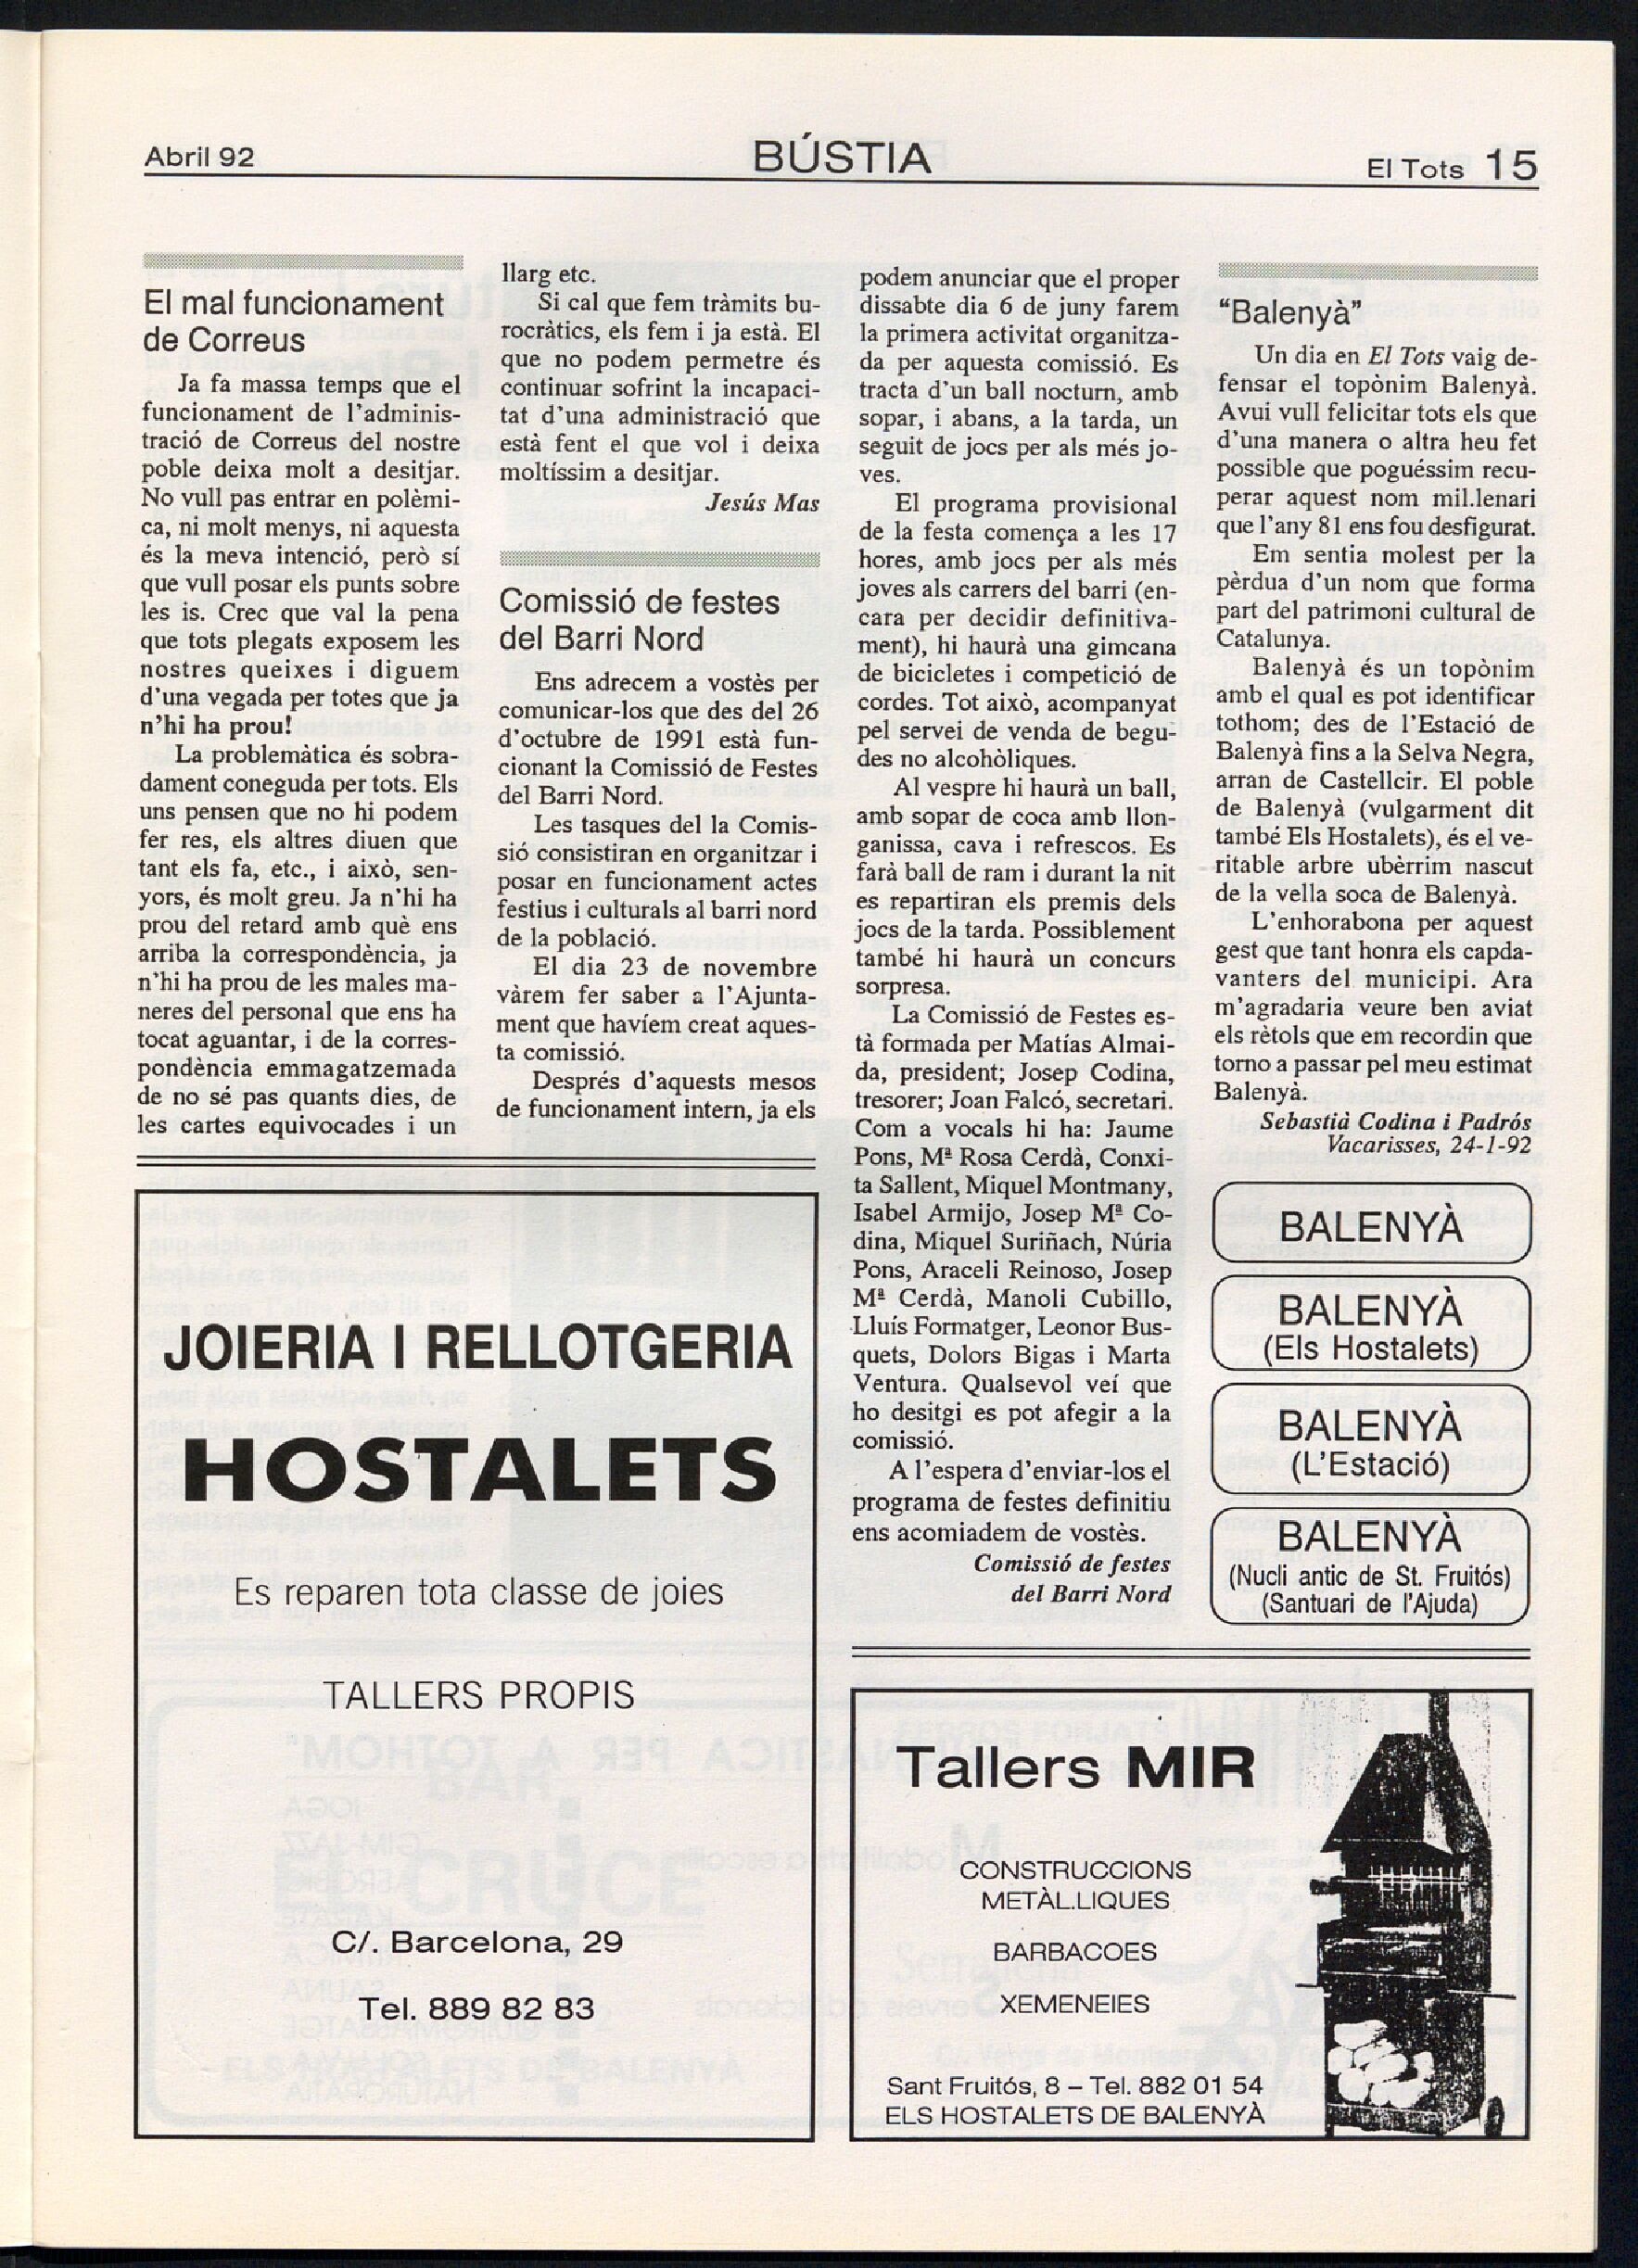 Abril 92
BÚSTIA
El Tots 15
El mal funcionament
de Correus
Ja fa massa temps que el
funcionament de l'adminis-
tració de Correus del nostre
poble deixa molt a desitjar.
No vull pas entrar en polèmi-
ca, ni molt menys, ni aquesta
és la meva intenció, però sí
que vull posar els punts sobre
les is. Crec que val la pena
que tots plegats exposem les
nostres queixes i diguem
d'una vegada per totes que ja
n'hi ha prou!
La problemàtica és sobra-
dament coneguda per tots. Els
uns pensen que no hi podem
fer res, els altres diuen que
tant els fa, etc., i això, sen-
yors, és molt greu. Ja n'hi ha
prou del retard amb què ens
arriba la correspondència, ja
n'hi ha prou de les males ma-
neres del personal que ens ha
tocat aguantar, i de la corres-
pondència emmagatzemada
de no sé pas quants dies, de
les cartes equivocades i un
llarg etc.
Si cal que fem tràmits bu-
rocràtics, els fem i ja està. El
que no podem permetre és
continuar sofrint la incapaci-
tat d'una administració que
està fent el que vol i deixa
moltíssim a desitjar.
Jesús Mas
Comissió de festes
del Barri Nord
Ens adrecem a vostès per
comunicar-los que des del 26
d'octubre de 1991 està fun-
cionant la Comissió de Festes
del Barri Nord.
Les tasques del la Comis-
sió consistiran en organitzar i
posar en funcionament actes
festius i culturals al barri nord
de la població.
El dia 23 de novembre
vàrem fer saber a l'Ajunta-
ment que havíem creat aques-
ta comissió.
Després d'aquests mesos
de funcionament intern, ja els
podem anunciar que el proper
dissabte dia 6 de juny farem
la primera activitat organitza-
da per aquesta comissió. Es
tracta d'un ball nocturn, amb
sopar, i abans, a la tarda, un
seguit de jocs per als més jo-
ves.
El programa provisional
de la festa comença a les 17
hores, amb jocs per als més
joves als carrers del barri (en-
cara per decidir definitiva-
ment), hi haurà una gimcana
de bicicletes i competició de
cordes. Tot això, acompanyat
pel servei de venda de begu-
des no alcohòliques.
Al vespre hi haurà un ball,
amb sopar de coca amb llon-
ganissa, cava i refrescos. Es
farà ball de ram i durant la nit
es repartiran els premis dels
jocs de la tarda. Possiblement
també hi haurà un concurs
sorpresa.
La Comissió de Festes es-
tà formada per Matías Almai-
da, president; Josep Codina,
tresorer; Joan Falcó, secretari.
Com a vocals hi ha: Jaume
Pons, Mª Rosa Cerdà, Conxi-
ta Sallent, Miquel Montmany,
Isabel Armijo, Josep Mª Co-
dina, Miquel Suriñach, Núria
Pons, Araceli Reinoso, Josep
Mª Cerdà, Manoli Cubillo,
Lluís Formatger, Leonor Bus-
quets, Dolors Bigas i Marta
Ventura. Qualsevol veí que
ho desitgi es pot afegir a la
comissió.
A l'espera d'enviar-los el
programa de festes definitiu
ens acomiadem de vostès.
Comissió de festes
del Barri Nord
“Balenyà”
Un dia en El Tots vaig de-
fensar el topònim Balenyà.
Avui vull felicitar tots els que
d'una manera o altra heu fet
possible que poguéssim recu-
perar aquest nom mil.lenari
que l'any 81 ens fou desfigurat.
Em sentia molest per la
pèrdua d'un nom que forma
part del patrimoni cultural de
Catalunya.
Balenyà és un topònim
amb el qual es pot identificar
tothom; des de l'Estació de
Balenyà fins a la Selva Negra,
arran de Castellcir. El poble
de Balenyà (vulgarment dit
també Els Hostalets), és el ve-
ritable arbre ubèrrim nascut
de la vella soca de Balenyà.
L'enhorabona per aquest
gest que tant honra els capda-
vanters del municipi. Ara
m'agradaria veure ben aviat
els rètols que em recordin que
torno a passar pel meu estimat
Balenyà.
Sebastià Codina i Padrós
Vacarisses, 24-1-92
BALENYÀ
BALENYÀ
(Els Hostalets)
BALENYÀ
(L'Estació)
BALENYÀ
(Nucli antic de St. Fruitós)
(Santuari de l'Ajuda)
JOIERIA I RELLOTGERIA
HOSTALETS
Es reparen tota classe de joies
TALLERS PROPIS
C/. Barcelona, 29
Tel. 889 82 83
Tallers MIR
CONSTRUCCIONS
METÀL.LIQUES
BARBACOES
XEMENEIES
Sant Fruitós, 8 – Tel. 882 01 54
ELS HOSTALETS DE BALENYÀ